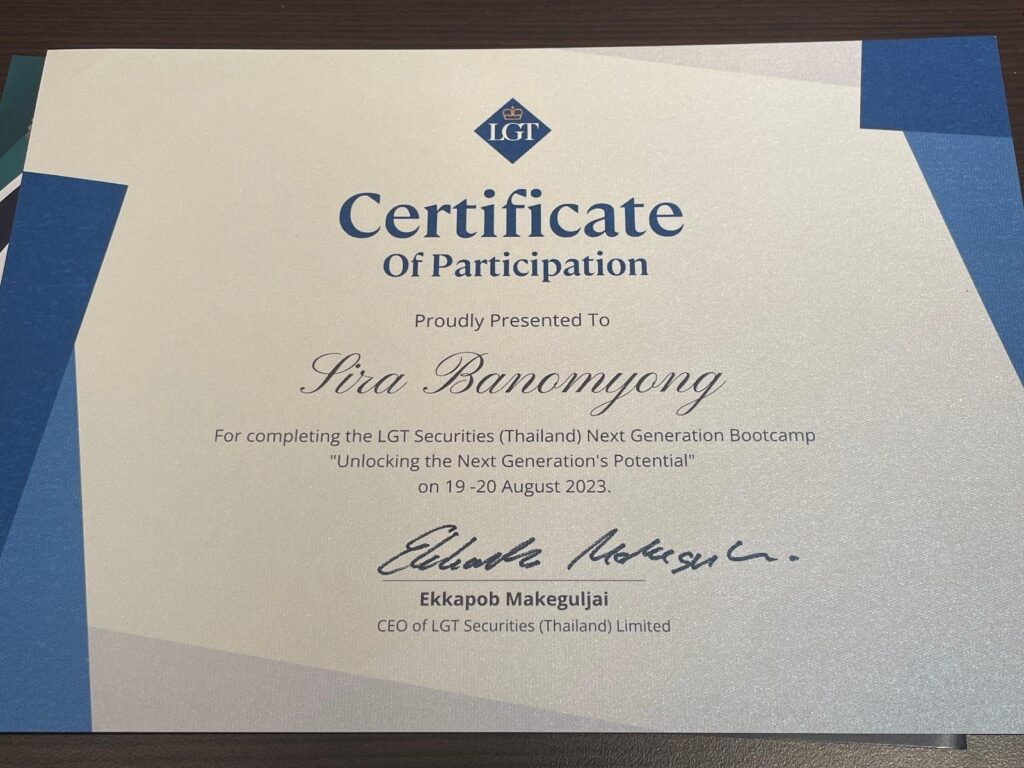 LGT
Certificate
Of Participation
Proudly Presented To
Sira Banomyong
For completing the LGT Securities (Thailand) Next Generation Bootcamp
"Unlocking the Next Generation's Potential"
on 19 -20 August 2023.
Ekkapob Makeguljai
CEO of LGT Securities (Thailand) Limited